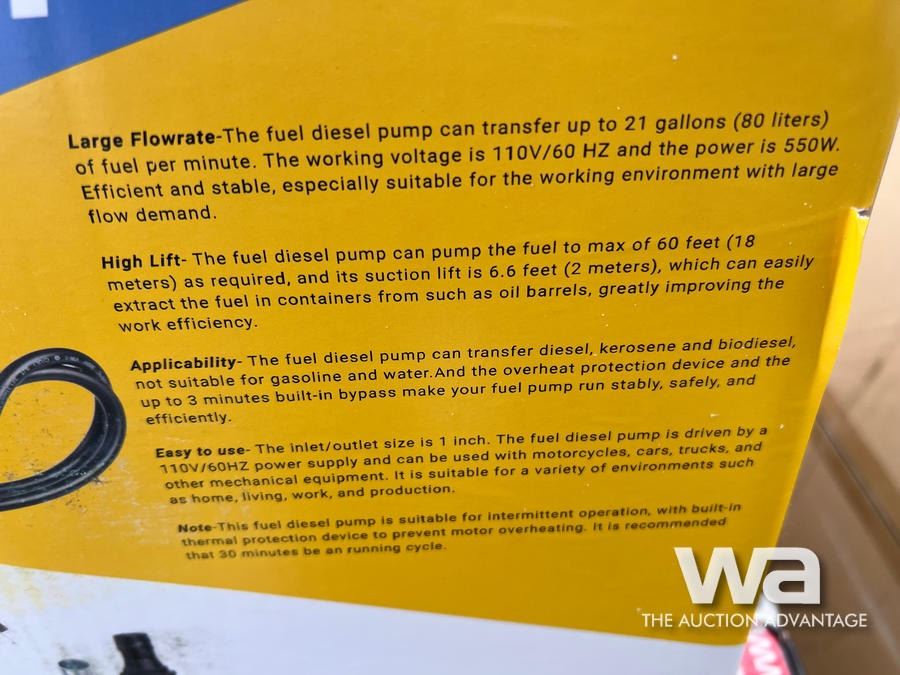 Large Flowrate-The fuel diesel pump can transfer up to 21 gallons (80 liters)
of fuel per minute. The working voltage is 110V/60 HZ and the power is 550W.
Efficient and stable, especially suitable for the working environment with large
flow demand.
High Lift- The fuel diesel pump can pump the fuel to max of 60 feet (18
meters) as required, and its suction lift is 6.6 feet (2 meters), which can easily
extract the fuel in containers from such as oil barrels, greatly improving the
work efficiency.
Applicability- The fuel diesel pump can transfer diesel, kerosene and biodiesel,
not suitable for gasoline and water.And the overheat protection device and the
up to 3 minutes built-in bypass make your fuel pump run stably, safely, and
efficiently.
Easy to use- The inlet/outlet size is 1 inch. The fuel diesel pump is driven by a
110V/60HZ power supply and can be used with motorcycles, cars, trucks, and
other mechanical equipment. It is suitable for a variety of environments such
as home, living, work, and production.
Note-This fuel diesel pump is suitable for intermittent operation, with built-in
thermal protection device to prevent motor overheating. It is recommended
that 30 minutes be an running cycle.
wa
THE AUCTION ADVANTAGE